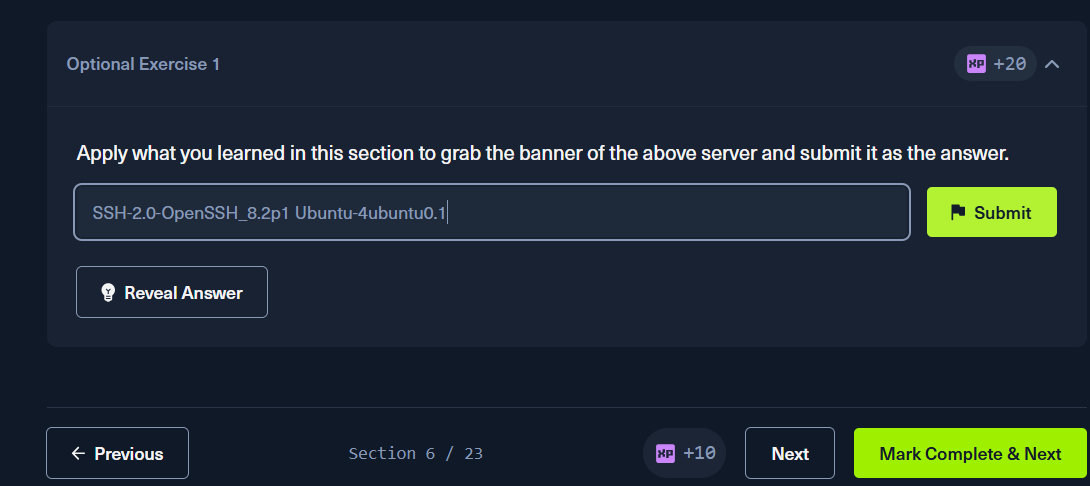 Optional Exercise 1
XP +20
Apply what you learned in this section to grab the banner of the above server and submit it as the answer.
SSH-2.0-OpenSSH_8.2p1 Ubuntu-4ubuntu0.1
Submit
Reveal Answer
← Previous
Section 6 / 23
XP +10
Next
Mark Complete & Next